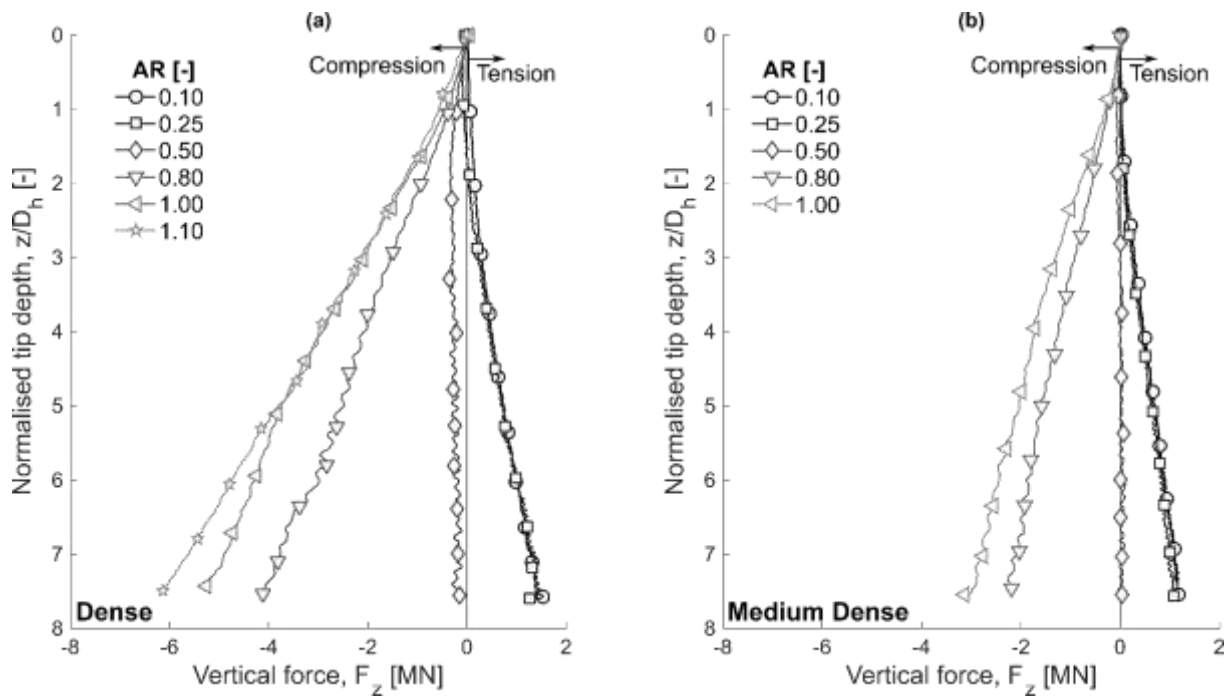 (a)
Compression
Tension
AR [-]
0.10
0.25
0.50
0.80
1.00
1.10
0
1
2
3
4
5
6
7
8
Normalised tip depth, z/D_h [-]
Dense
-8
-6
-4
-2
0
2
Vertical force, F_z [MN]
(b)
Compression
Tension
AR [-]
0.10
0.25
0.50
0.80
1.00
0
1
2
3
4
5
6
7
8
Normalised tip depth, z/D_h [-]
Medium Dense
-8
-6
-4
-2
0
2
Vertical force, F_z [MN]